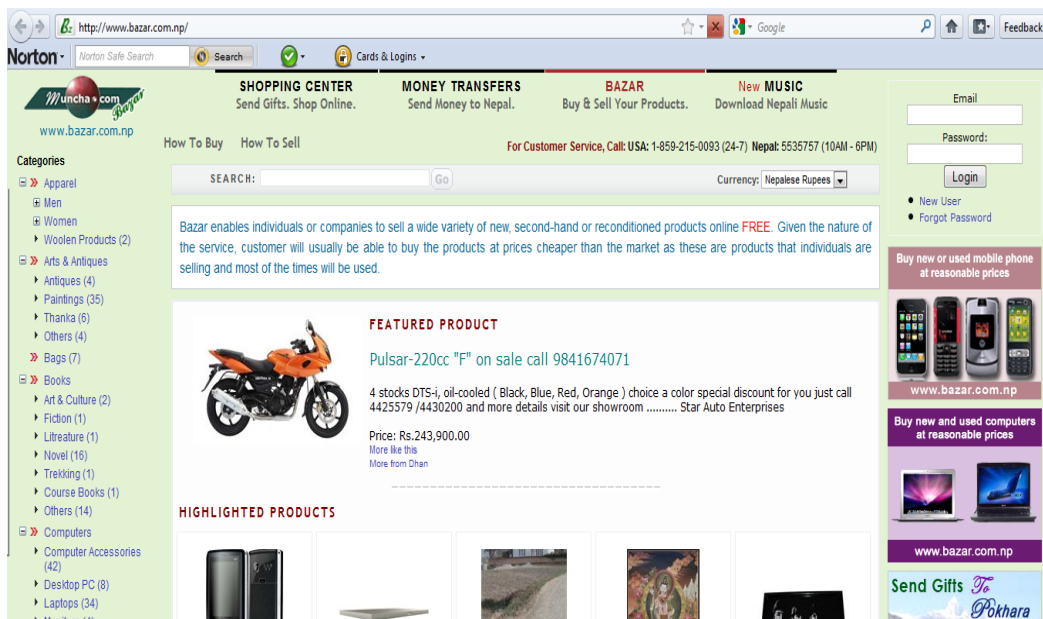 http://www.bazar.com.np/
Google
Feedback
Norton
Norton Safe Search
Search
Cards & Logins
Muncha.com
Bazar
www.bazar.com.np
SHOPPING CENTER
Send Gifts. Shop Online.
MONEY TRANSFERS
Send Money to Nepal.
BAZAR
Buy & Sell Your Products.
New MUSIC
Download Nepali Music
How To Buy
How To Sell
For Customer Service, Call: USA: 1-859-215-0093 (24-7) Nepal: 5535757 (10AM - 6PM)
SEARCH:
Go
Currency: Nepalese Rupees
Categories
Apparel
Men
Women
Woolen Products (2)
Arts & Antiques
Antiques (4)
Paintings (35)
Thanka (6)
Others (4)
Bags (7)
Books
Art & Culture (2)
Fiction (1)
Litreature (1)
Novel (16)
Trekking (1)
Course Books (1)
Others (14)
Computers
Computer Accessories
(42)
Desktop PC (8)
Laptops (34)
Bazar enables individuals or companies to sell a wide variety of new, second-hand or reconditioned products online FREE. Given the nature of
the service, customer will usually be able to buy the products at prices cheaper than the market as these are products that individuals are
selling and most of the times will be used.
FEATURED PRODUCT
Pulsar-220cc "F" on sale call 9841674071
4 stocks DTS-i, oil-cooled ( Black, Blue, Red, Orange ) choice a color special discount for you just call
4425579 /4430200 and more details visit our showroom .......... Star Auto Enterprises
Price: Rs.243,900.00
More like this
More from Dhan
HIGHLIGHTED PRODUCTS
Email
Password:
Login
New User
Forgot Password
Buy new or used mobile phone
at reasonable prices
www.bazar.com.np
Buy new and used computers
at reasonable prices
www.bazar.com.np
Send Gifts To
Pokhara